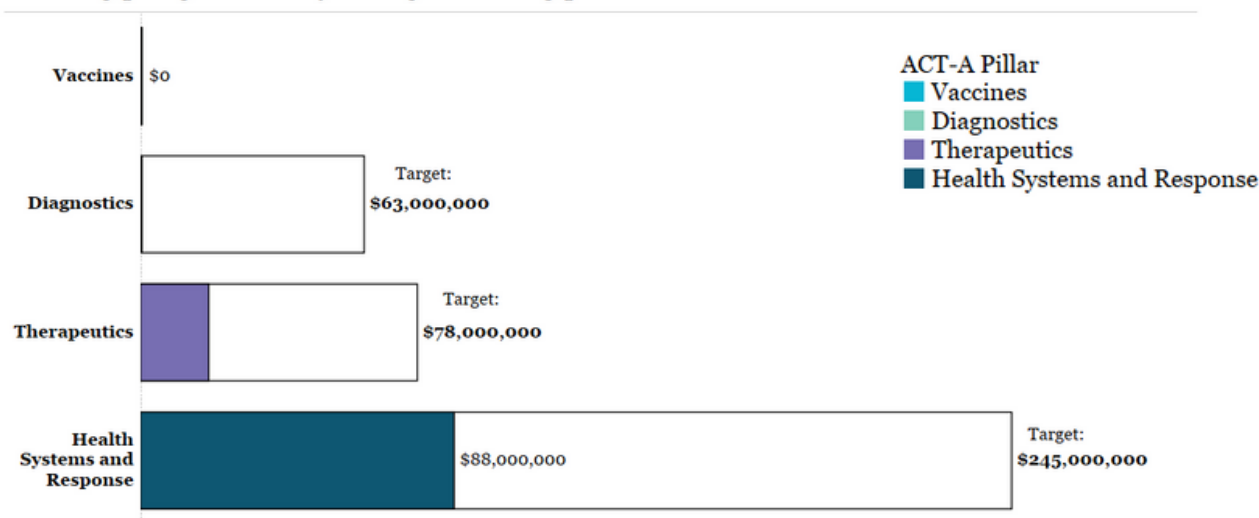 Vaccines $0
ACT-A Pillar
Vaccines
Diagnostics
Therapeutics
Health Systems and Response
Target:
Diagnostics $63,000,000
Target:
Therapeutics $78,000,000
Health
Systems and
Response
$88,000,000
Target:
$245,000,000